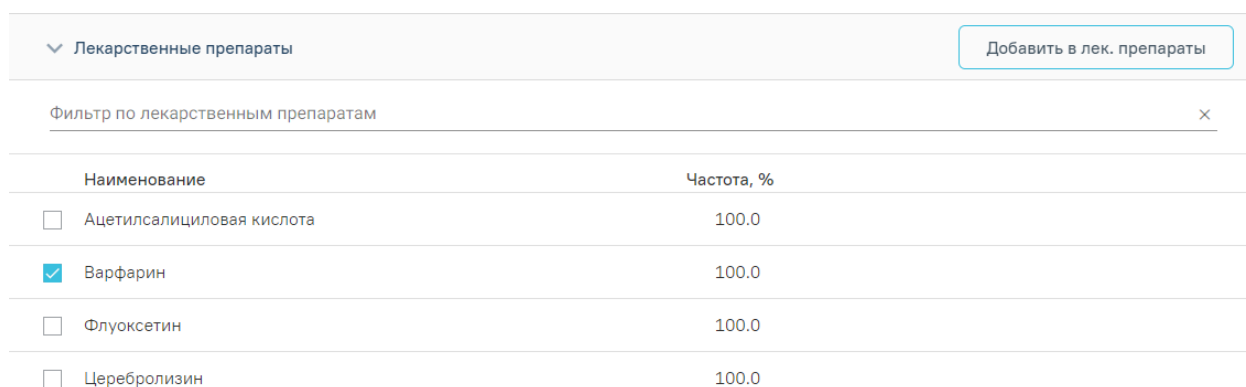 Лекарственные препараты Добавить в лек. препараты
Фильтр по лекарственным препаратам
Наименование Частота, %
Ацетилсалициловая кислота 100.0
Варфарин 100.0
Флуоксетин 100.0
Церебролизин 100.0